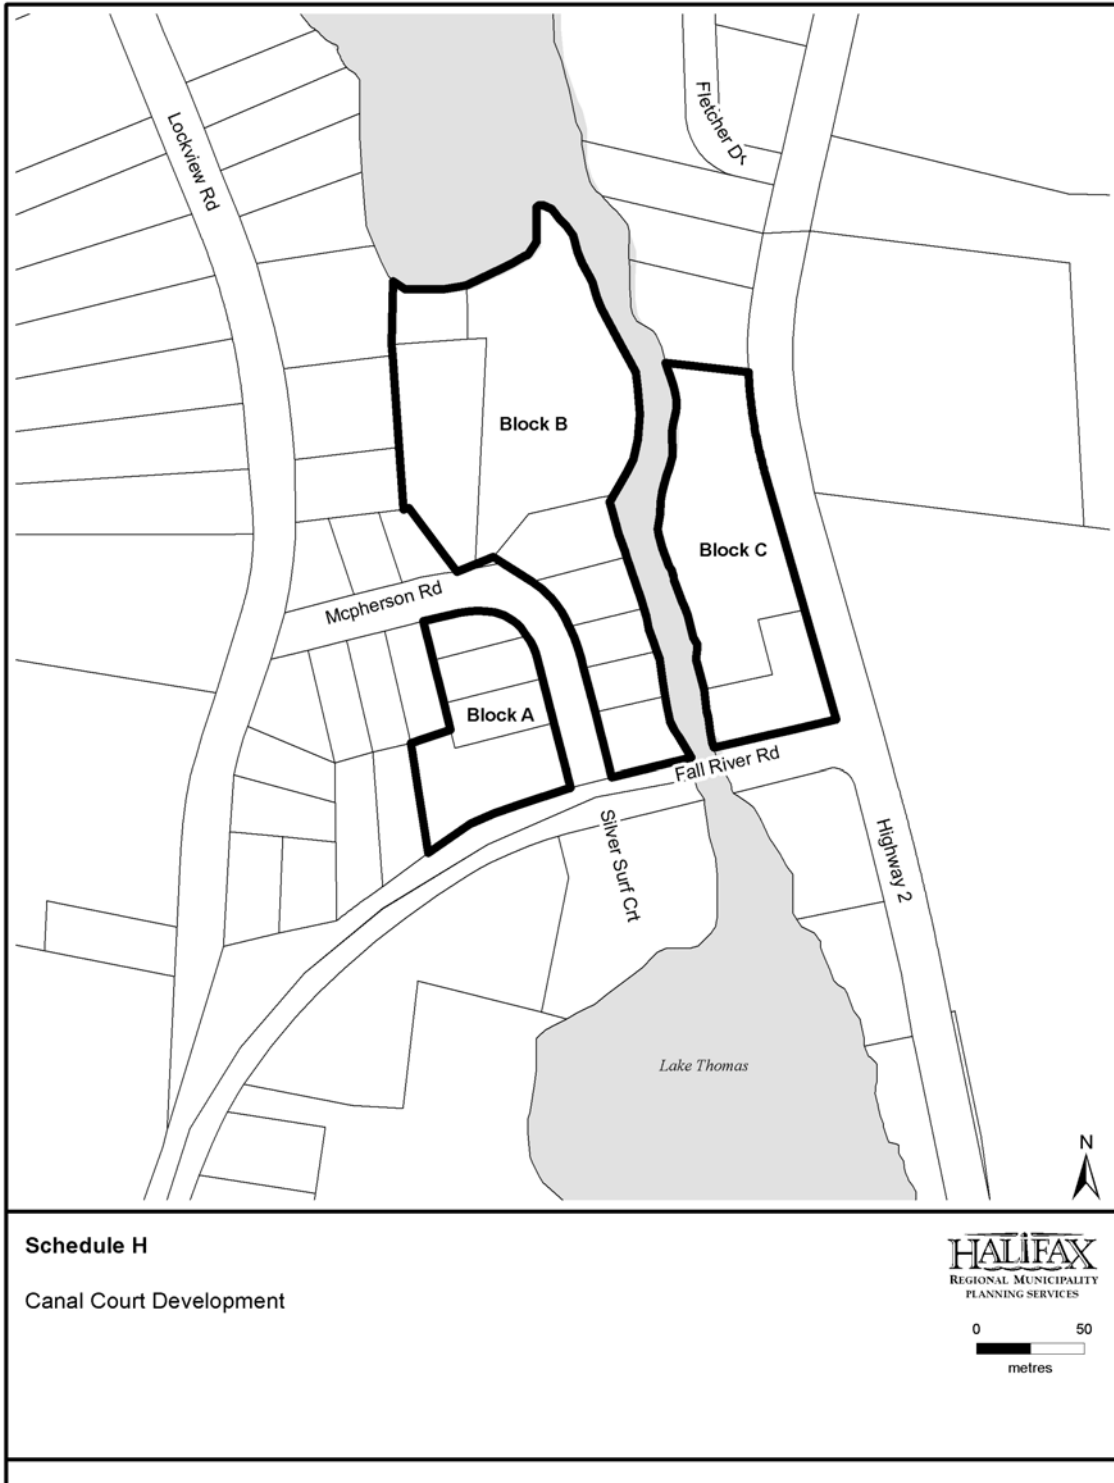 Fletcher Dr
Lockview Rd
Block B
Block C
Mcpherson Rd
Block A
Fall River Rd
Silver Surf Crt
Highway 2
Lake Thomas
N
Schedule H
Canal Court Development
HALIFAX
REGIONAL MUNICIPALITY
PLANNING SERVICES
0 50
metres